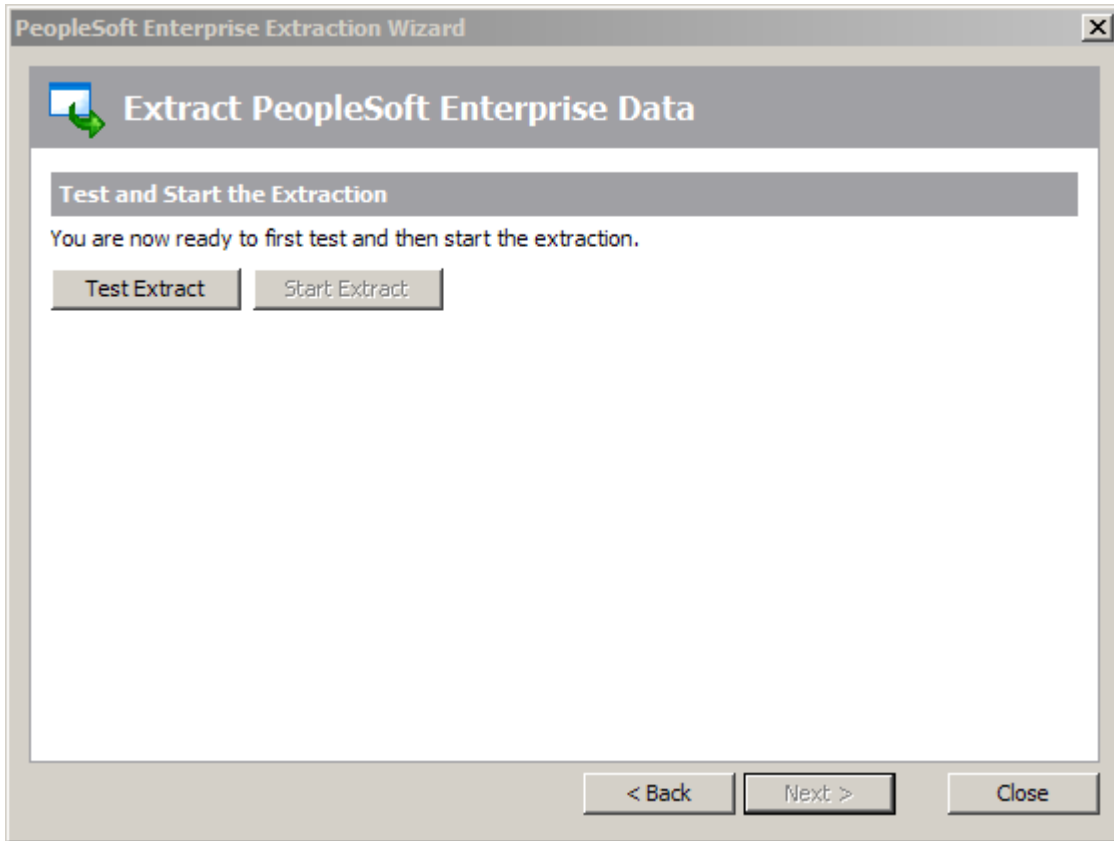 PeopleSoft Enterprise Extraction Wizard
Extract PeopleSoft Enterprise Data
Test and Start the Extraction
You are now ready to first test and then start the extraction.
Test Extract Start Extract
< Back Next > Close